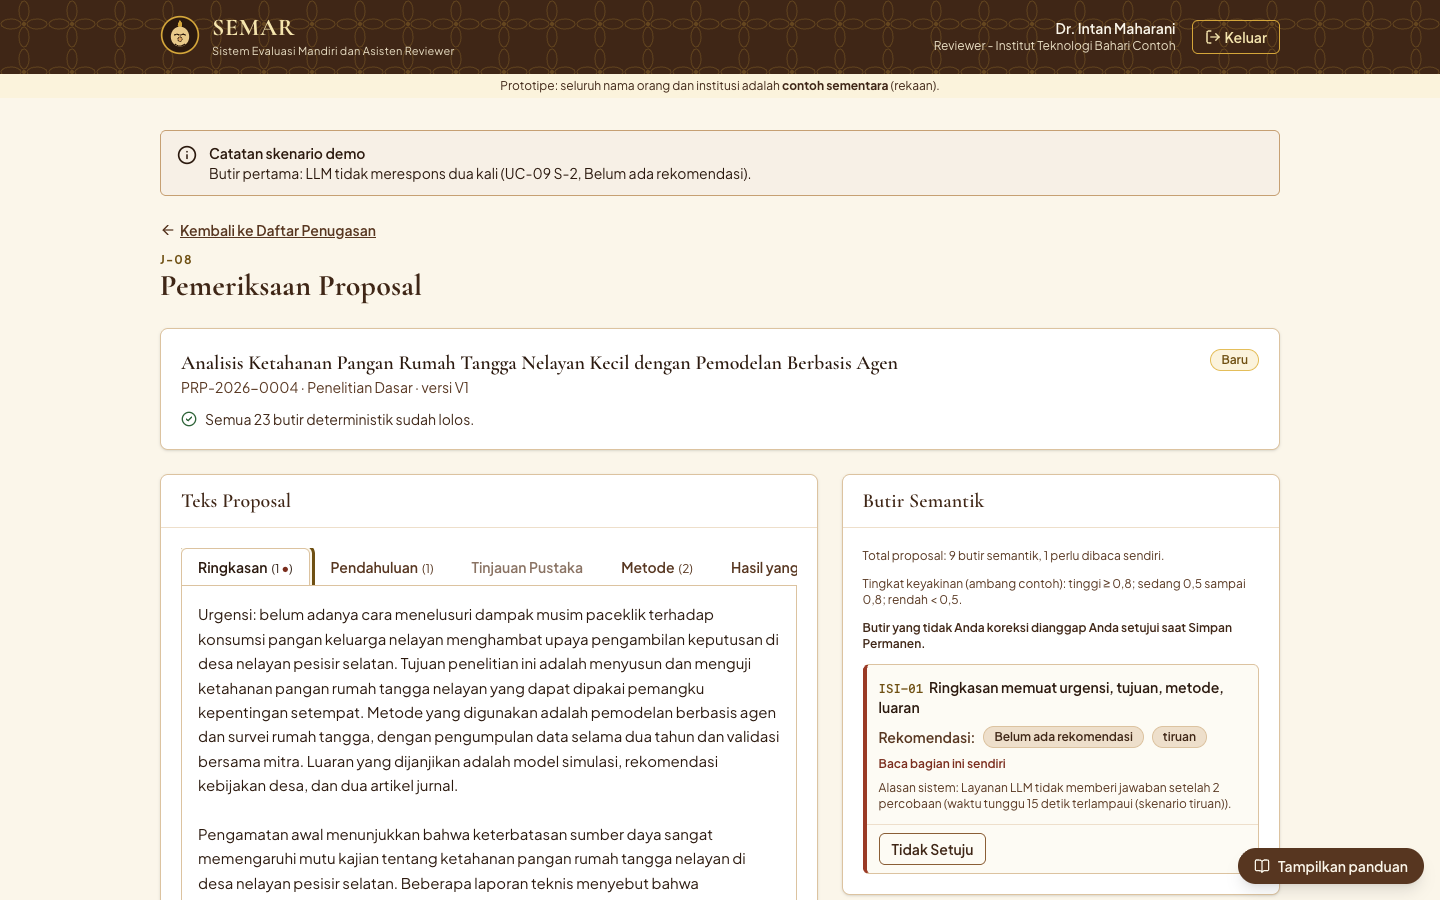 SEMAR
Sistem Evaluasi Mandiri dan Asisten Reviewer
Dr. Intan Maharani
Reviewer - Institut Teknologi Bahari Contoh
Keluar
Prototipe: seluruh nama orang dan institusi adalah contoh sementara (rekaan).
Catatan skenario demo
Butir pertama: LLM tidak merespons dua kali (UC-09 S-2, Belum ada rekomendasi).
Kembali ke Daftar Penugasan
J-08
Pemeriksaan Proposal
Analisis Ketahanan Pangan Rumah Tangga Nelayan Kecil dengan Pemodelan Berbasis Agen
Baru
PRP-2026-0004 · Penelitian Dasar · versi V1
Semua 23 butir deterministik sudah lolos.
Teks Proposal
Ringkasan (1 ●)
Pendahuluan (1)
Tinjauan Pustaka
Metode (2)
Hasil yang
Urgensi: belum adanya cara menelusuri dampak musim paceklik terhadap
konsumsi pangan keluarga nelayan menghambat upaya pengambilan keputusan di
desa nelayan pesisir selatan. Tujuan penelitian ini adalah menyusun dan menguji
ketahanan pangan rumah tangga nelayan yang dapat dipakai pemangku
kepentingan setempat. Metode yang digunakan adalah pemodelan berbasis agen
dan survei rumah tangga, dengan pengumpulan data selama dua tahun dan validasi
bersama mitra. Luaran yang dijanjikan adalah model simulasi, rekomendasi
kebijakan desa, dan dua artikel jurnal.
Pengamatan awal menunjukkan bahwa keterbatasan sumber daya sangat
memengaruhi mutu kajian tentang ketahanan pangan rumah tangga nelayan di
desa nelayan pesisir selatan. Beberapa laporan teknis menyebut bahwa
Butir Semantik
Total proposal: 9 butir semantik, 1 perlu dibaca sendiri.
Tingkat keyakinan (ambang contoh): tinggi ≥ 0,8; sedang 0,5 sampai
0,8; rendah < 0,5.
Butir yang tidak Anda koreksi dianggap Anda setujui saat Simpan
Permanen.
ISI-01 Ringkasan memuat urgensi, tujuan, metode,
luaran
Rekomendasi: Belum ada rekomendasi tiruan
Baca bagian ini sendiri
Alasan sistem: Layanan LLM tidak memberi jawaban setelah 2
percobaan (waktu tunggu 15 detik terlampaui (skenario tiruan)).
Tidak Setuju
Tampilkan panduan